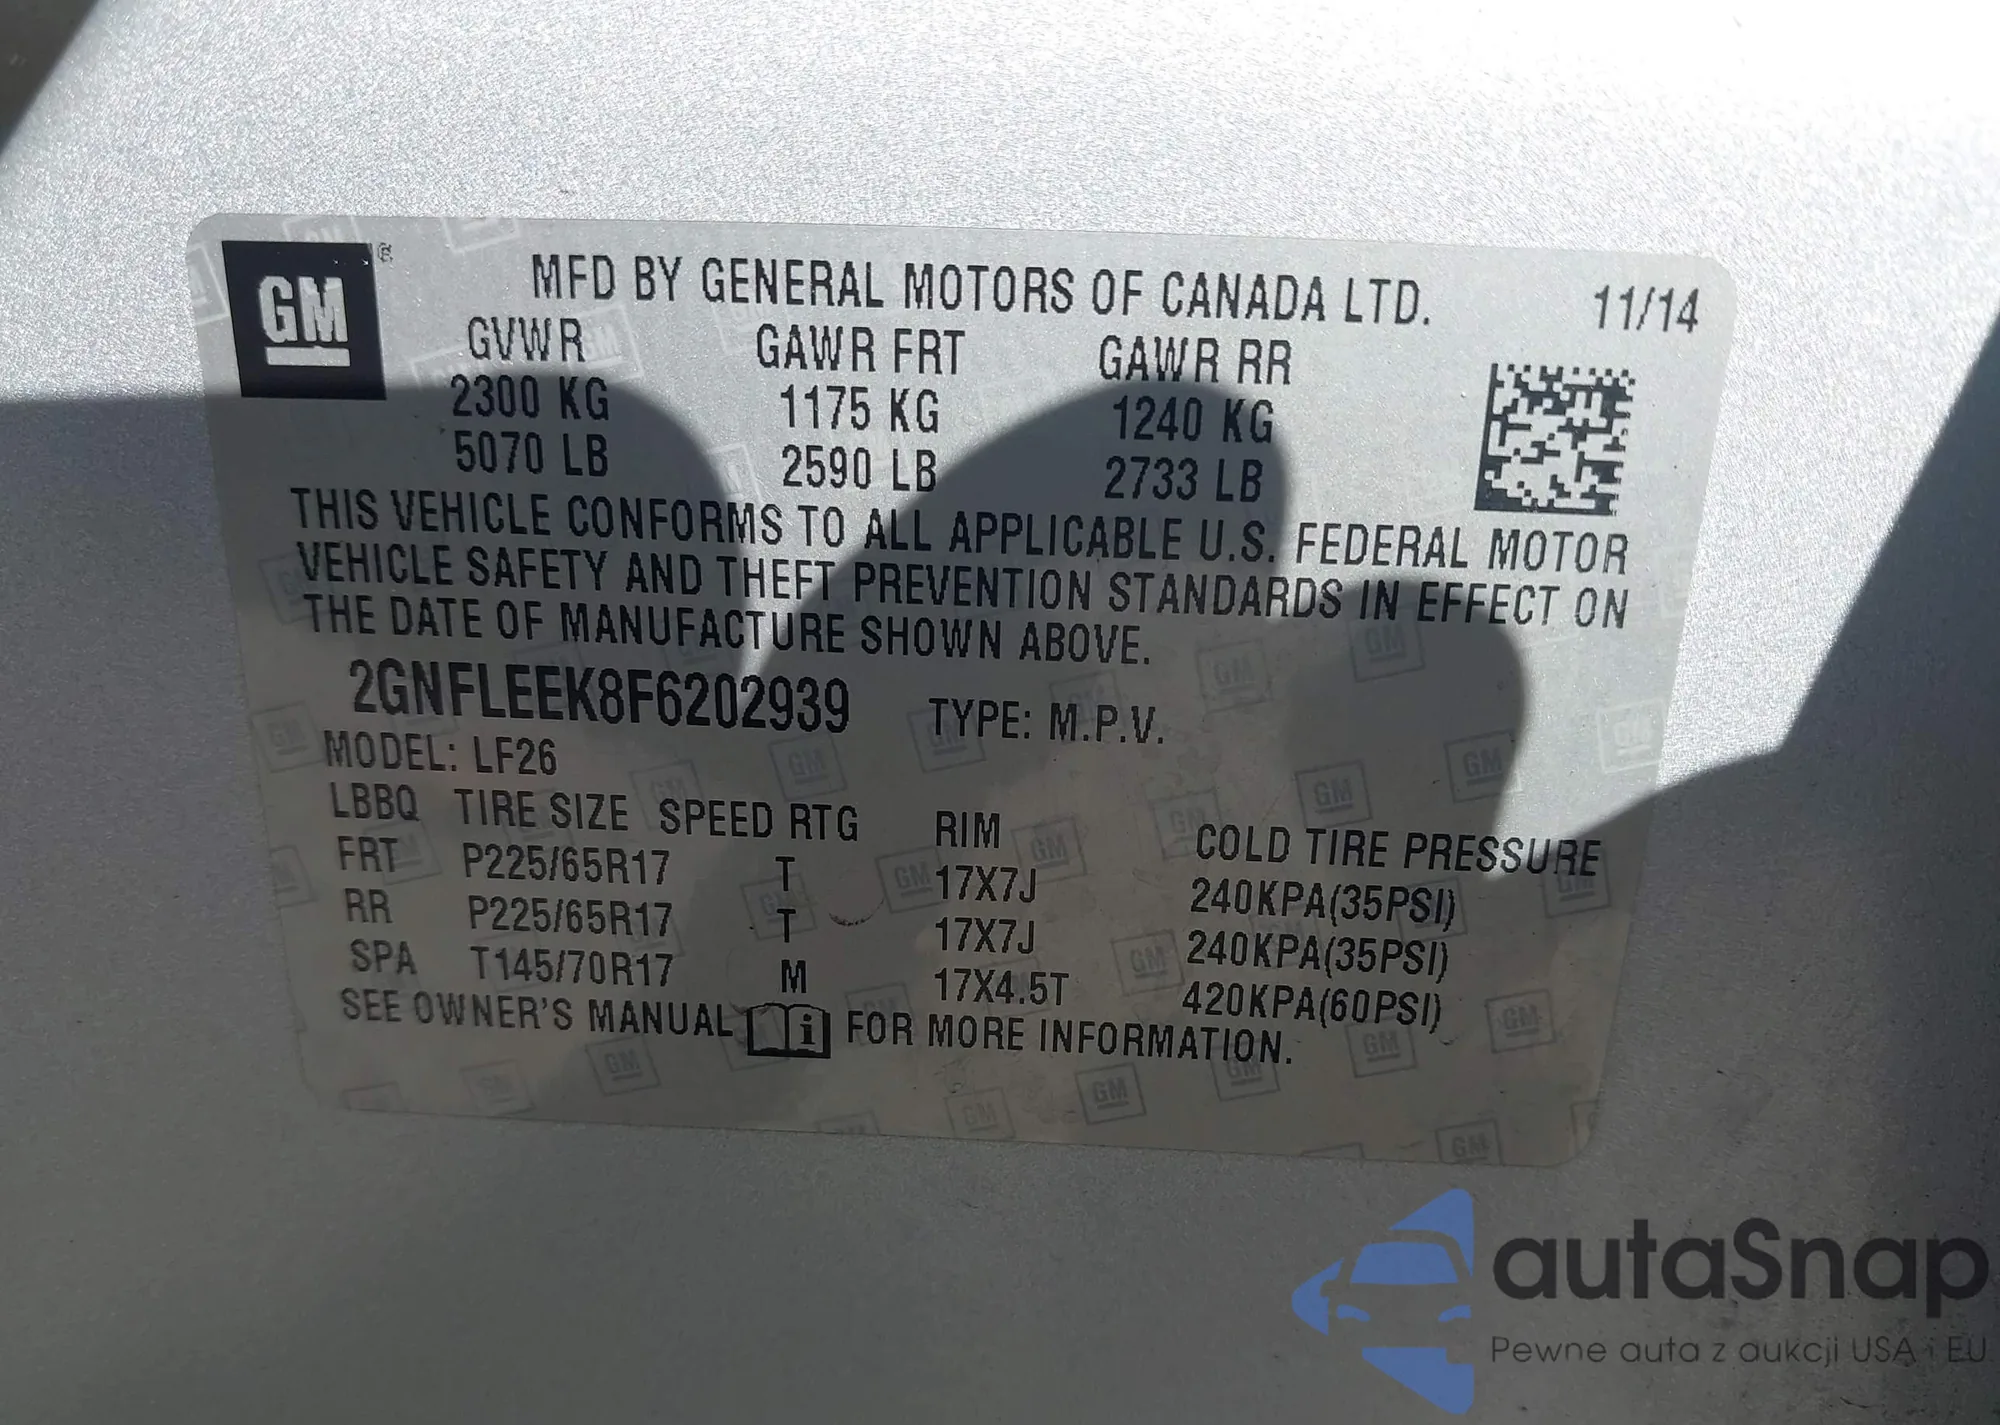 GM ®
MFD BY GENERAL MOTORS OF CANADA LTD. 11/14
GVWR GAWR FRT GAWR RR
2300 KG 1175 KG 1240 KG
5070 LB 2590 LB 2733 LB
THIS VEHICLE CONFORMS TO ALL APPLICABLE U.S. FEDERAL MOTOR
VEHICLE SAFETY AND THEFT PREVENTION STANDARDS IN EFFECT ON
THE DATE OF MANUFACTURE SHOWN ABOVE.
2GNFLEEK8F6202939 TYPE: M.P.V.
MODEL: LF26
LBBQ TIRE SIZE SPEED RTG RIM COLD TIRE PRESSURE
FRT P225/65R17 T 17X7J 240KPA(35PSI)
RR P225/65R17 T 17X7J 240KPA(35PSI)
SPA T145/70R17 M 17X4.5T 420KPA(60PSI)
SEE OWNER'S MANUAL i FOR MORE INFORMATION.
autaSnap
Pewne auta z aukcji USA i EU